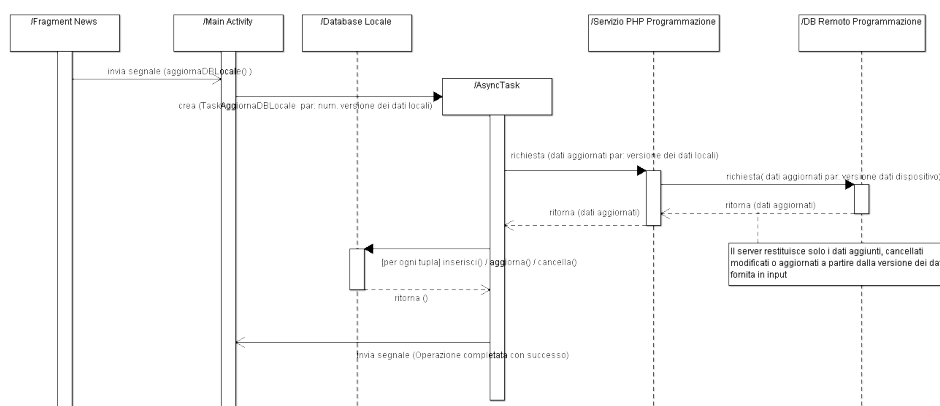 /Fragment News
/Main Activity
/Database Locale
/Servizio PHP Programmazione
/DB Remoto Programmazione
invia segnale (aggiornaDBLocale() )
/AsyncTask
crea (TaskAggiornaDBLocale par: num. versione dei dati locali)
richiesta (dati aggiornati par: versione dei dati locali)
richiesta( dati aggiornati par: versione dati dispositivo)
ritorna (dati aggiornati)
ritorna (dati aggiornati)
Il server restituisce solo i dati aggiunti, cancellati
modificati o aggiornati a partire dalla versione dei da
fornita in input
[per ogni tupla] inserisci() / aggiorna() / cancella()
ritorna ()
Invia segnale (Operazione completata con successo)